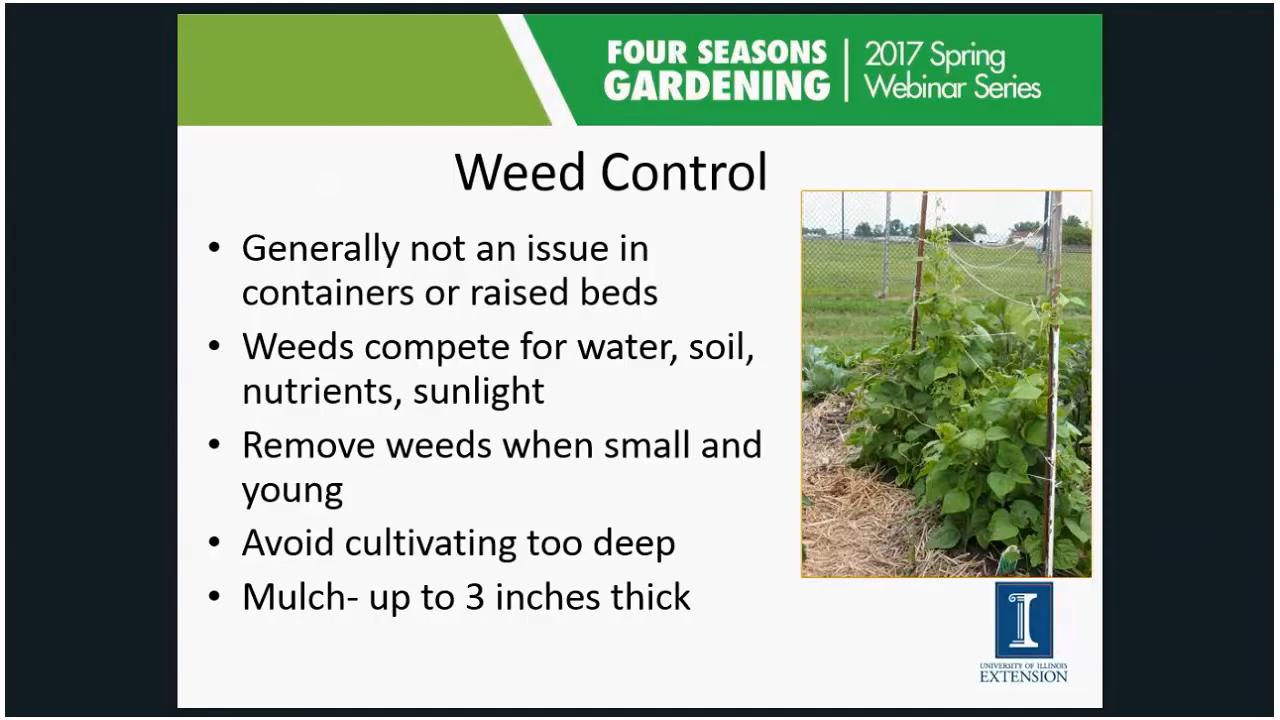 FOUR SEASONS
GARDENING
2017 Spring
Webinar Series
Weed Control
• Generally not an issue in
containers or raised beds
• Weeds compete for water, soil,
nutrients, sunlight
• Remove weeds when small and
young
• Avoid cultivating too deep
• Mulch- up to 3 inches thick
I
UNIVERSITY OF ILLINOIS
EXTENSION